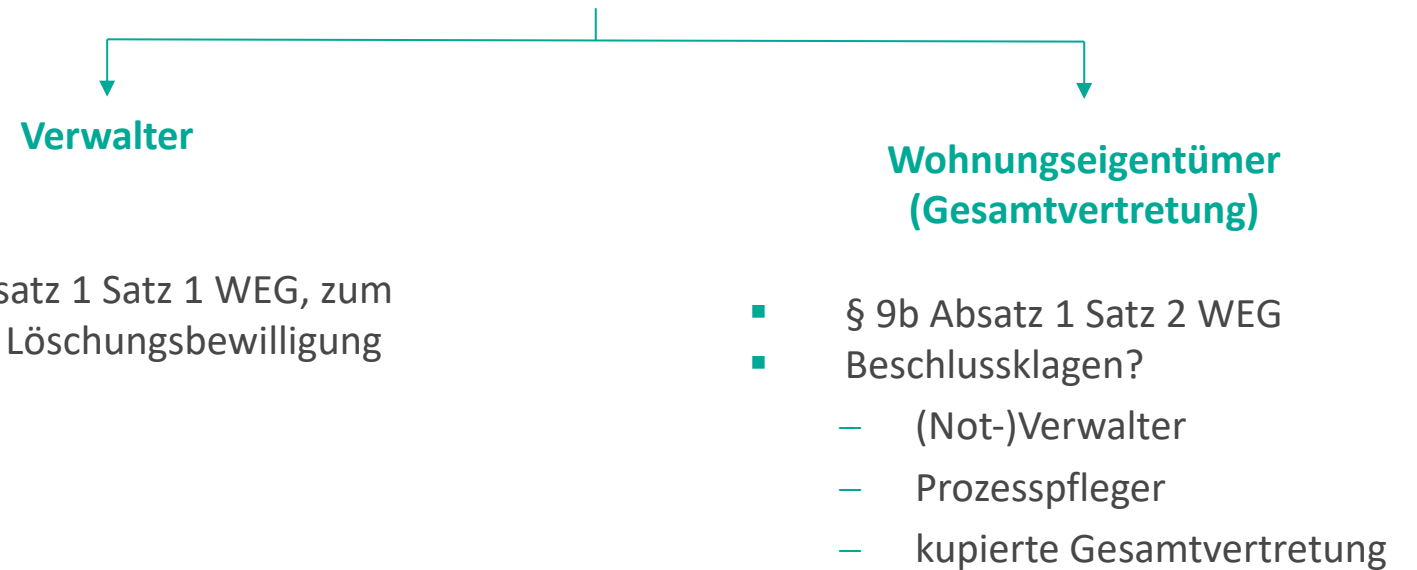 Verwalter
satz 1 Satz 1 WEG, zum
Löschungsbewilligung
Wohnungseigentümer
(Gesamtvertretung)
▪ § 9b Absatz 1 Satz 2 WEG
▪ Beschlussklagen?
– (Not-)Verwalter
– Prozesspfleger
– kupierte Gesamtvertretung